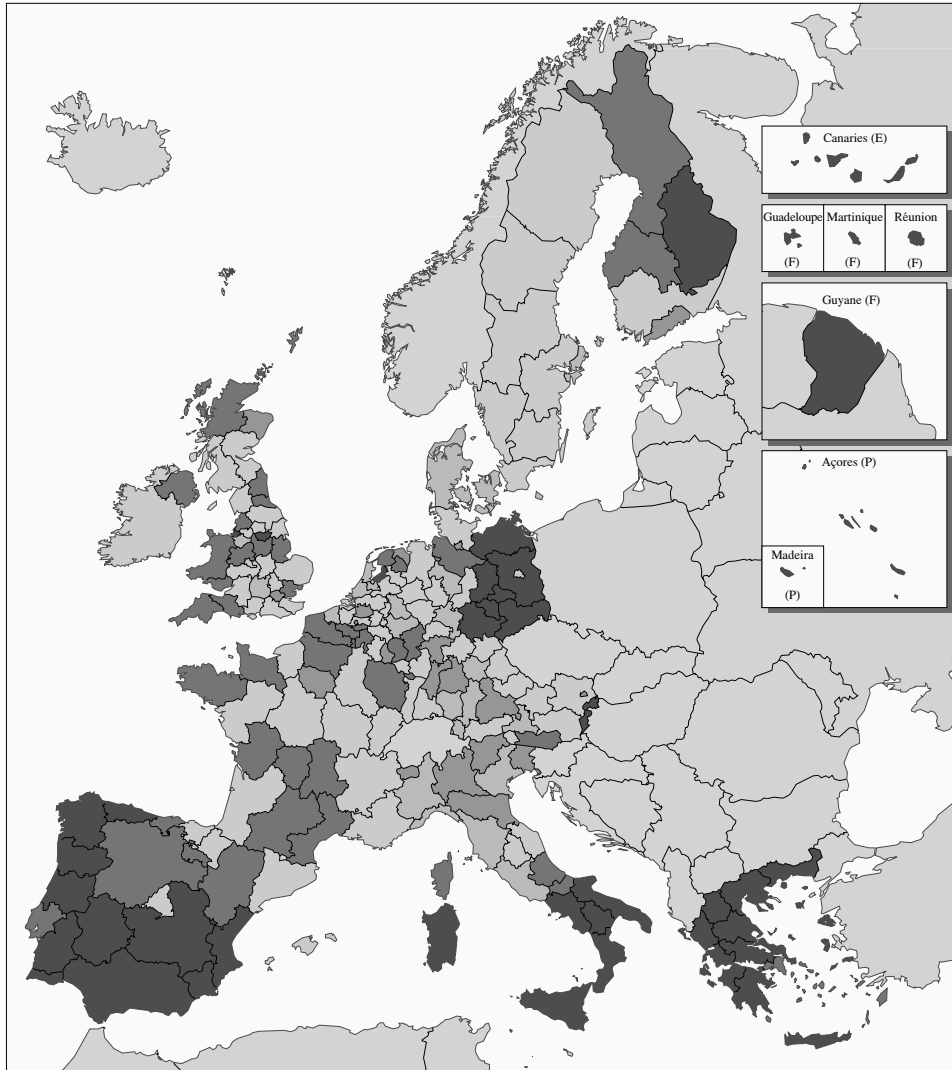 Canaries (E)
Guadeloupe
(F)
Martinique
(F)
Réunion
(F)
Guyane (F)
Açores (P)
Madeira
(P)